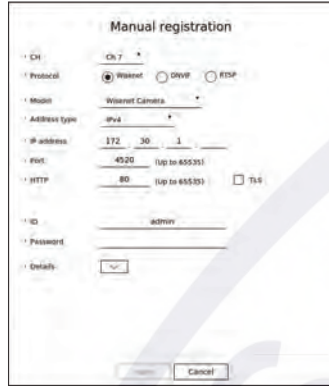 Manual registration
CH Ch 7
Protocol Wisenet ONVIF RTSP
Model Wisenet Camera
Address type IPv4
IP address 172 . 30 . 1 .
Port 4520 (Up to 65535)
HTTP 80 (Up to 65535) TLS
ID admin
Password
Details
Cancel